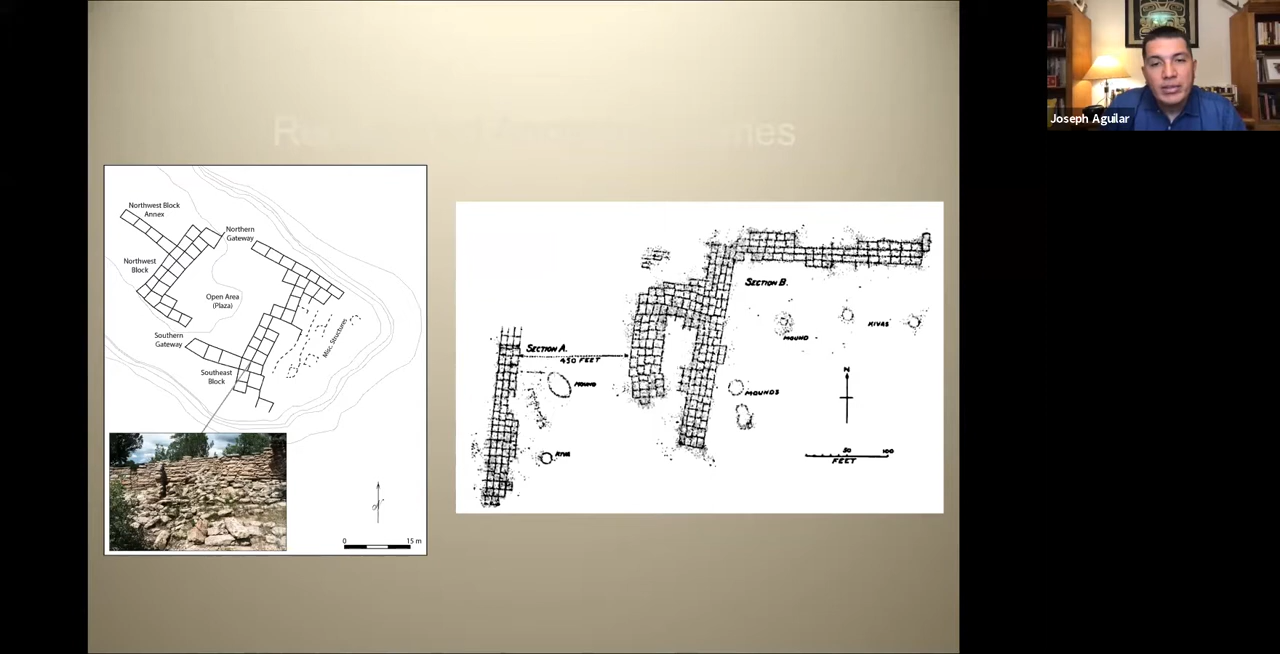 Joseph Aguilar
Northwest Block
Annex
Northern
Gateway
Northwest
Block
Open Area
(Plaza)
Southern
Gateway
Southeast
Block
Misc. Structures
N
0 15 m
SECTION B.
SECTION A.
450 FEET
MOUND
KIVA
MOUND
KIVAS
MOUNDS
N
50 100
FEET